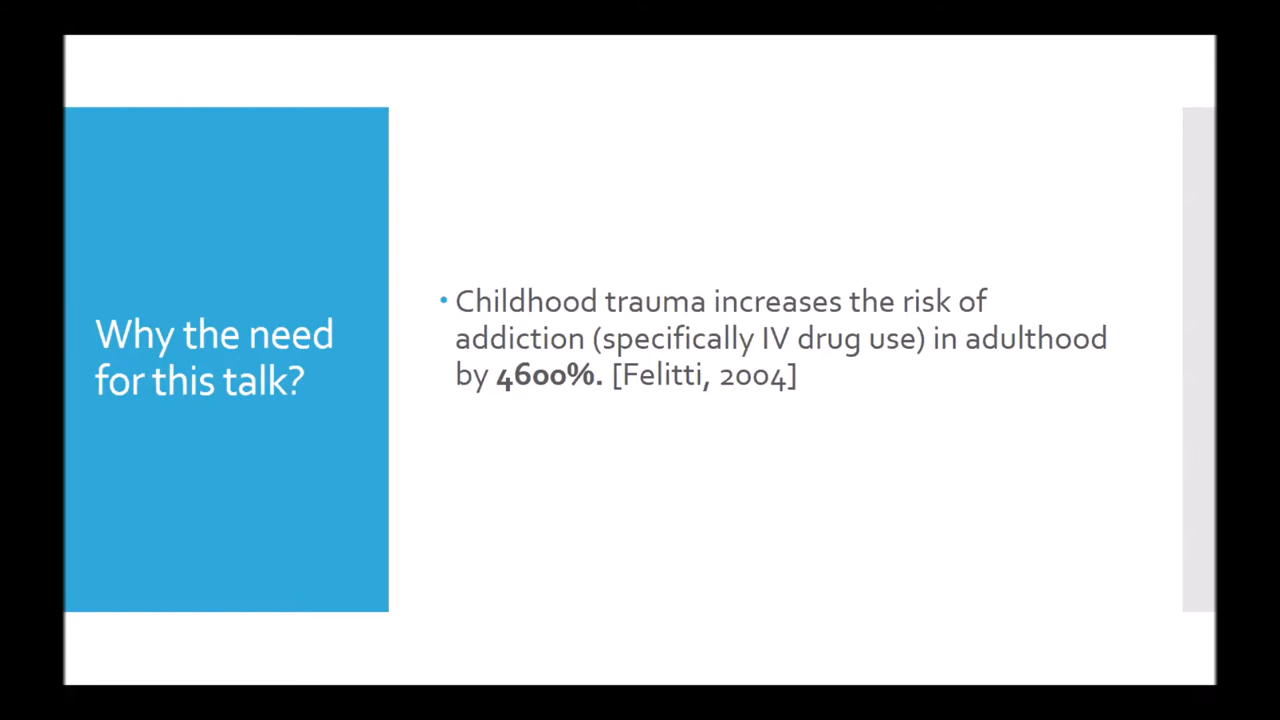 Why the need
for this talk?
• Childhood trauma increases the risk of
addiction (specifically IV drug use) in adulthood
by 4600%. [Felitti, 2004]